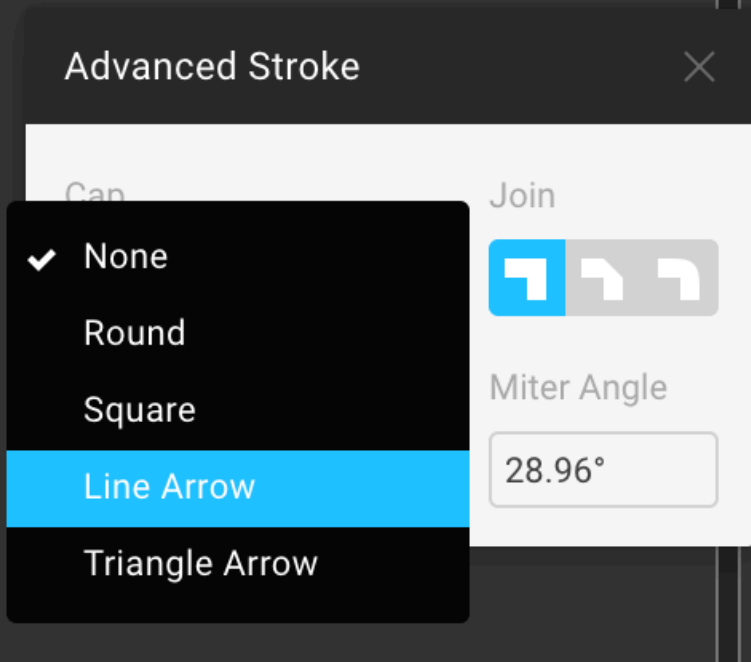 Advanced Stroke
Cap
None
Round
Square
Line Arrow
Triangle Arrow
Join
Miter Angle
28.96°